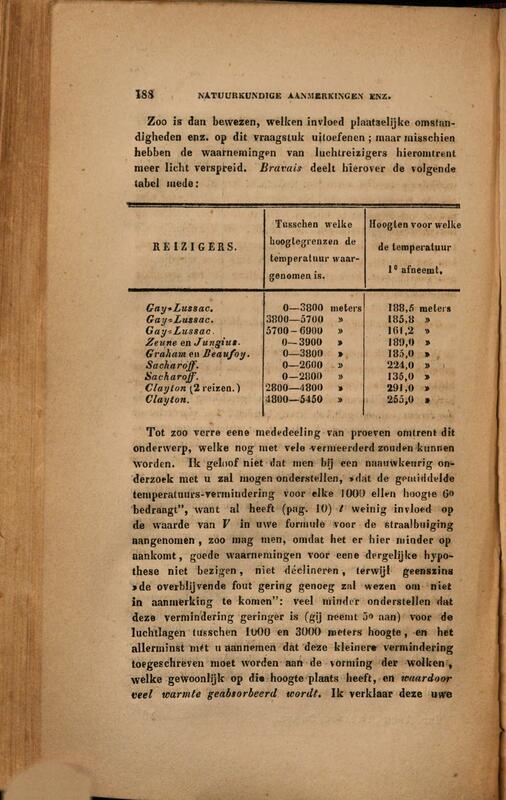 188 NATUURKUNDIGE AANMERKINGEN ENZ.
Zoo is dan bewezen, welken invloed plaatselijke omstan-
digheden enz. op dit vraagstuk uitoefenen; maar misschien
hebben de waarnemingen van luchtreizigers hieromtrent
meer licht verspreid. Bravais deelt hierover de volgende
tabel mede:
REIZIGERS.
Tusschen welke
hoogtegrenzen de
temperatuur waar-
genomen is.
Hoogten voor welke
de temperatuur
1° afneemt.
Gay-Lussac. 0—3800 meters 188,5 meters
Gay-Lussac. 3800—5700 » 185,8 »
Gay-Lussac. 5700-6900 » 161,2 »
Zeune en Jungius. 0—3900 » 189,0 »
Graham en Beaufoy. 0—3800 » 185,0 »
Sacharoff. 0—2600 » 224,0 »
Sacharoff. 0—2800 » 135,0 »
Clayton (2 reizen.) 2800—4800 » 291,0 »
Clayton. 4800—5450 » 255,0 »
Tot zoo verre eene mededeeling van proeven omtrent dit
onderwerp, welke nog met vele vermeerderd zouden kunnen
worden. Ik geloof niet dat men bij een naauwkeurig on-
derzoek met u zal mogen onderstellen, »dat de gemiddelde
temperatuurs-vermindering voor elke 1000 ellen hoogte 6°
bedraagt", want al heeft (pag. 10) t weinig invloed op
de waarde van V in uwe formule voor de straalbuiging
aangenomen, zoo mag men, omdat het er hier minder op
aankomt, goede waarnemingen voor eene dergelijke hypo-
these niet bezigen, niet déclineren, terwijl geenszins
»de overblijvende fout gering genoeg zal wezen om niet
in aanmerking te komen": veel minder onderstellen dat
deze vermindering geringer is (gij neemt 5° aan) voor de
luchtlagen tusschen 1000 en 3000 meters hoogte, en het
allerminst mét u aannemen dat deze kleinere vermindering
toegeschreven moet worden aan de vorming der wolken,
welke gewoonlijk op die hoogte plaats heeft, en waardoor
veel warmte geabsorbeerd wordt. Ik verklaar deze uwe